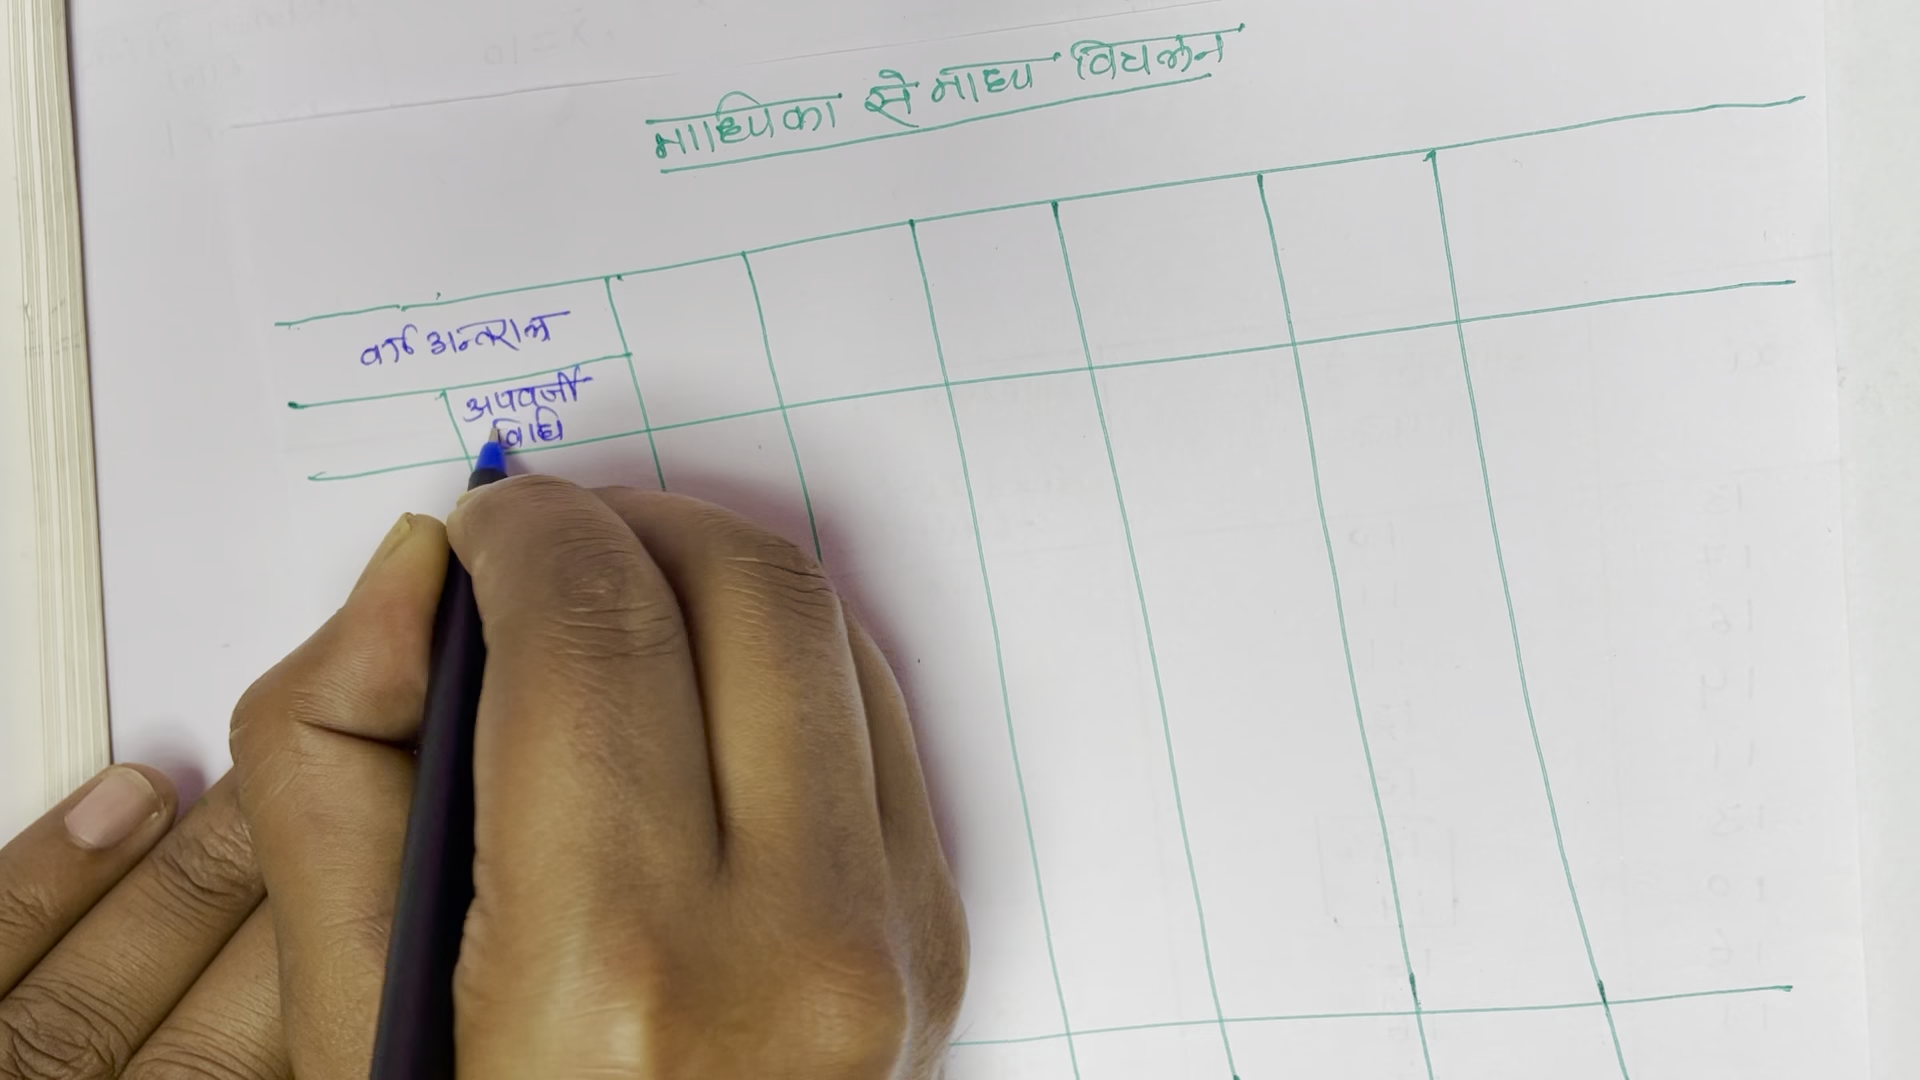 माध्यिका से माध्य विचलन
वर्ग अन्तराल
अपवर्जी
विधि